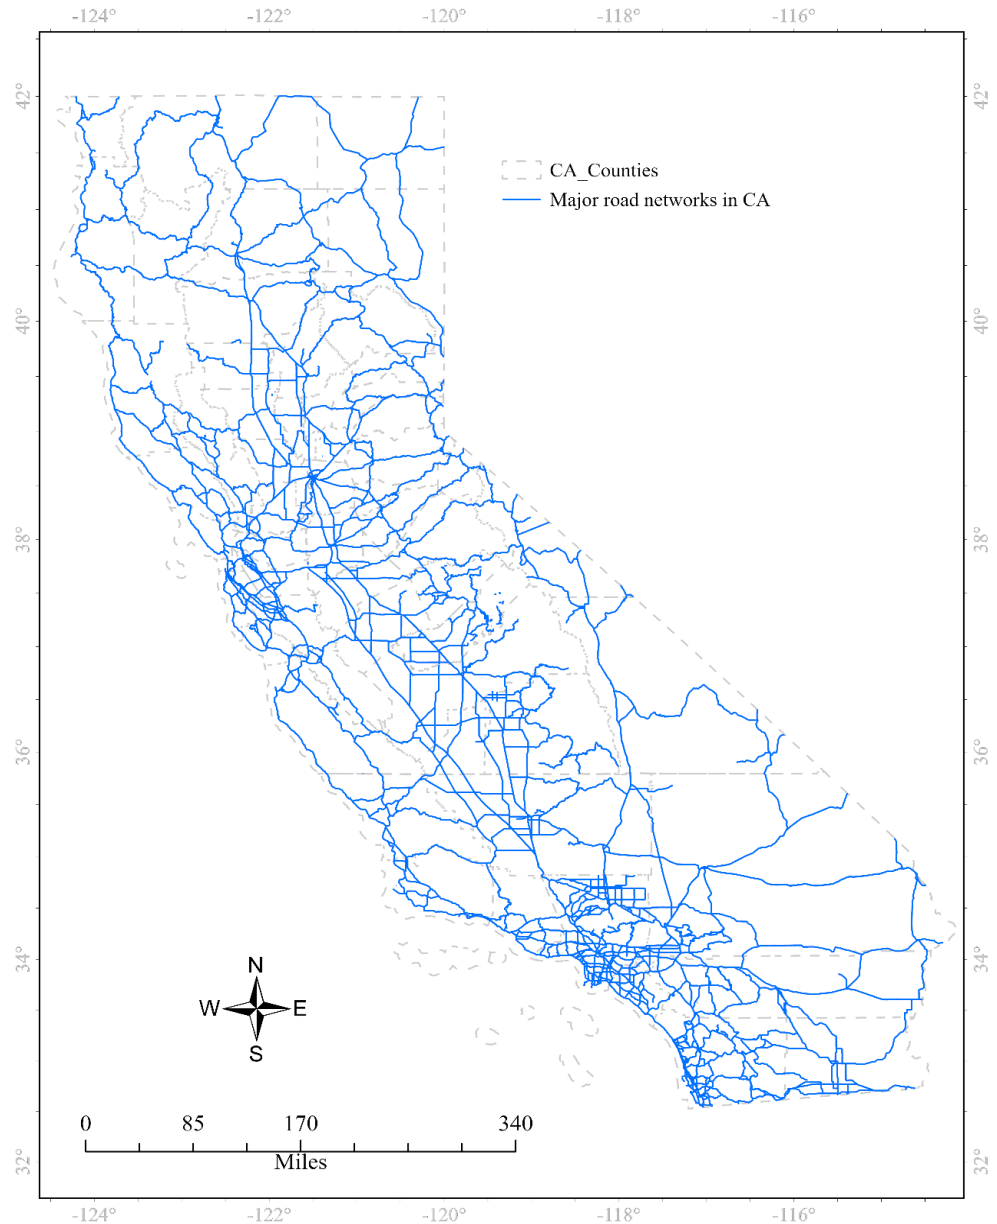 -124° -122° -120° -118° -116°
42° 42°
CA_Counties
Major road networks in CA
40° 40°
38° 38°
36° 36°
34° 34°
N
W E
S
0 85 170 340
Miles
32° 32°
-124° -122° -120° -118° -116°